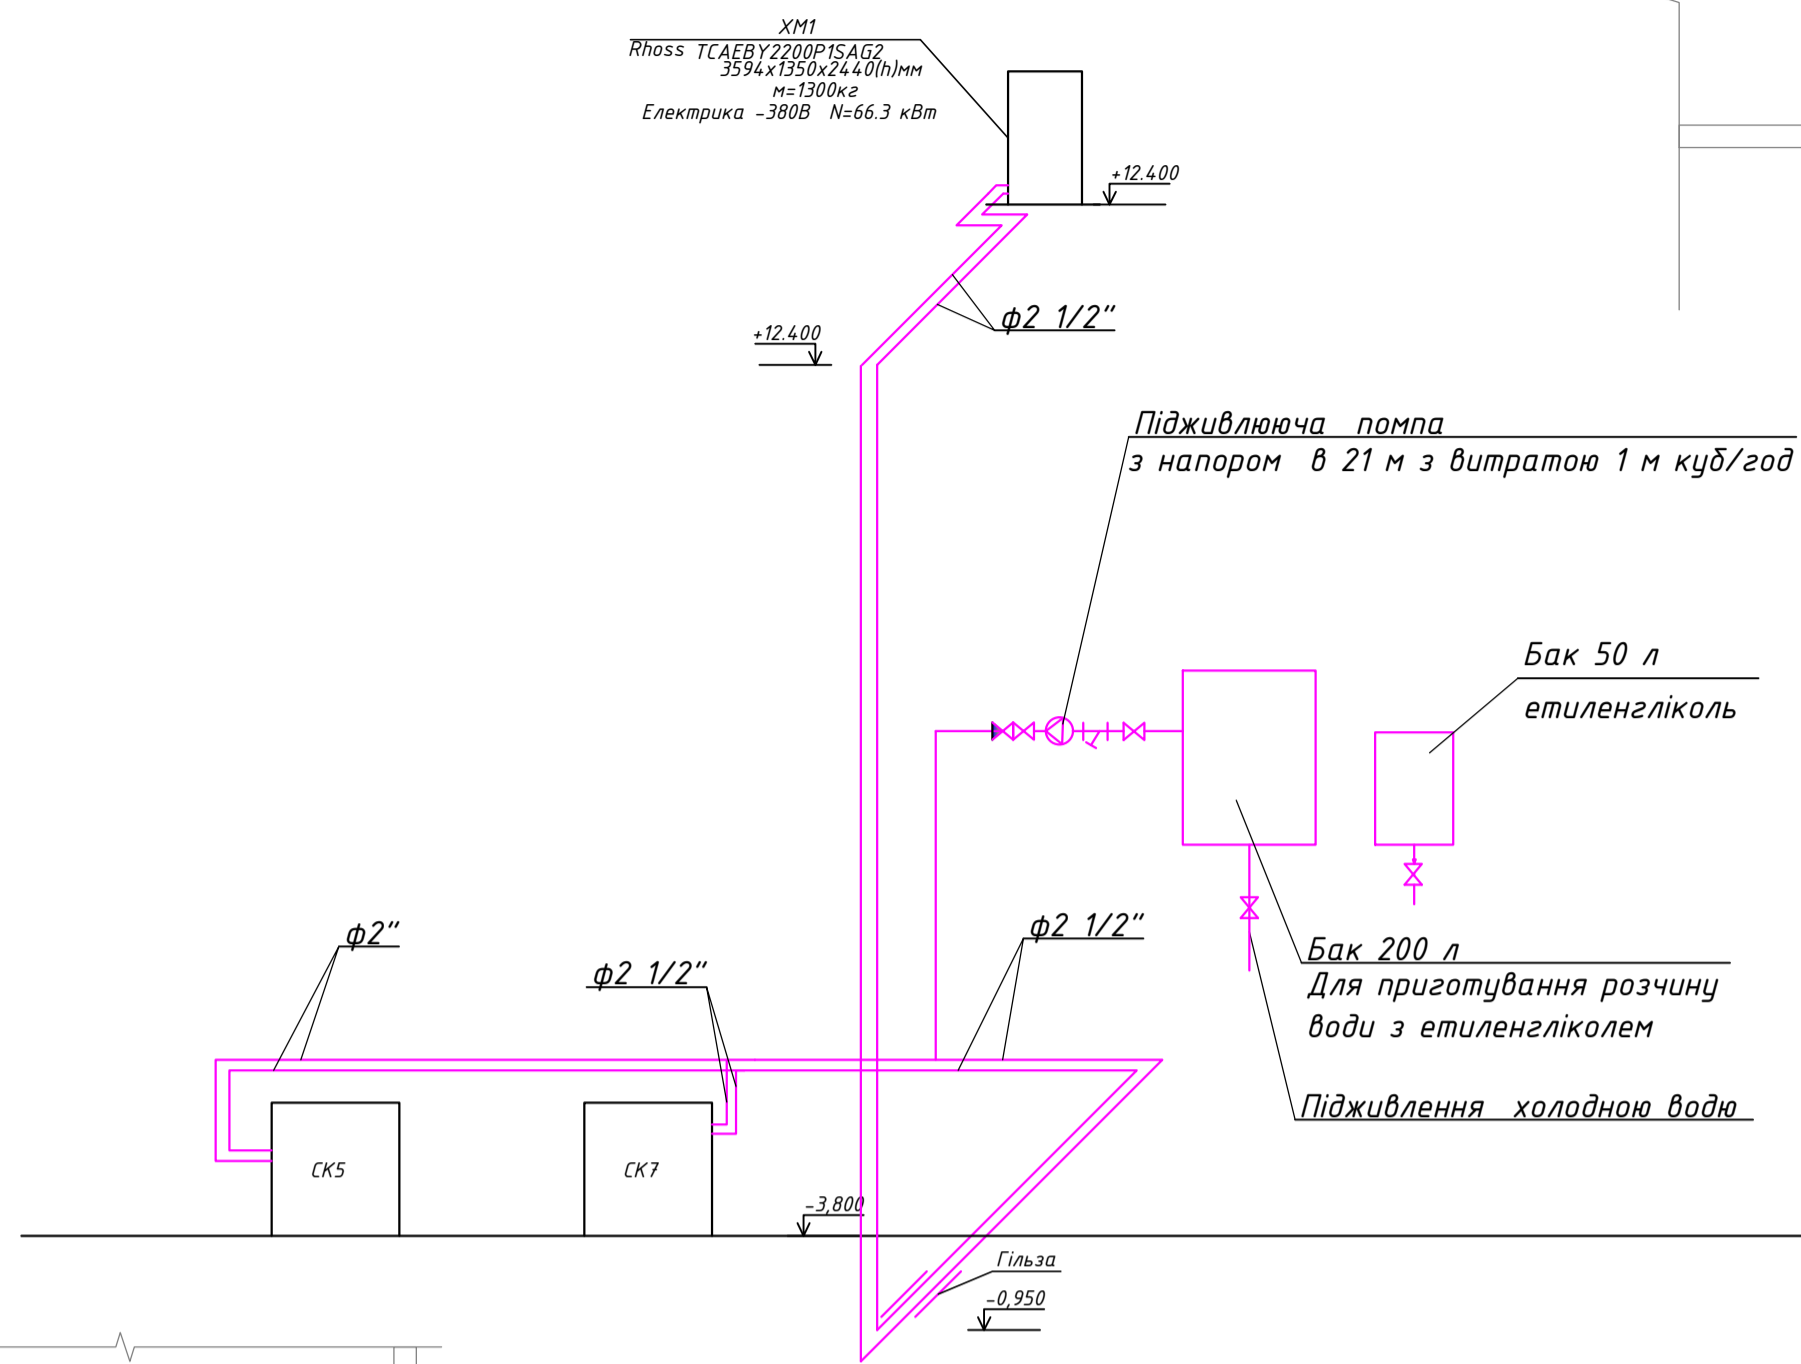 ХМ1
Rhoss TCAEBY2200P1SAG2
3594x1350x2440(h)мм
м=1300кг
Електрика -380В N=66.3 кВт
+12.400
ф2 1/2"
+12.400
Підживлююча помпа
з напором в 21 м з витратою 1 м куб/год
Бак 50 л
етиленгліколь
ф2"
ф2 1/2"
ф2 1/2"
Бак 200 л
Для приготування розчину
води з етиленгліколем
Підживлення холодною водю
СК5
СК7
-3,800
Гільза
-0,950